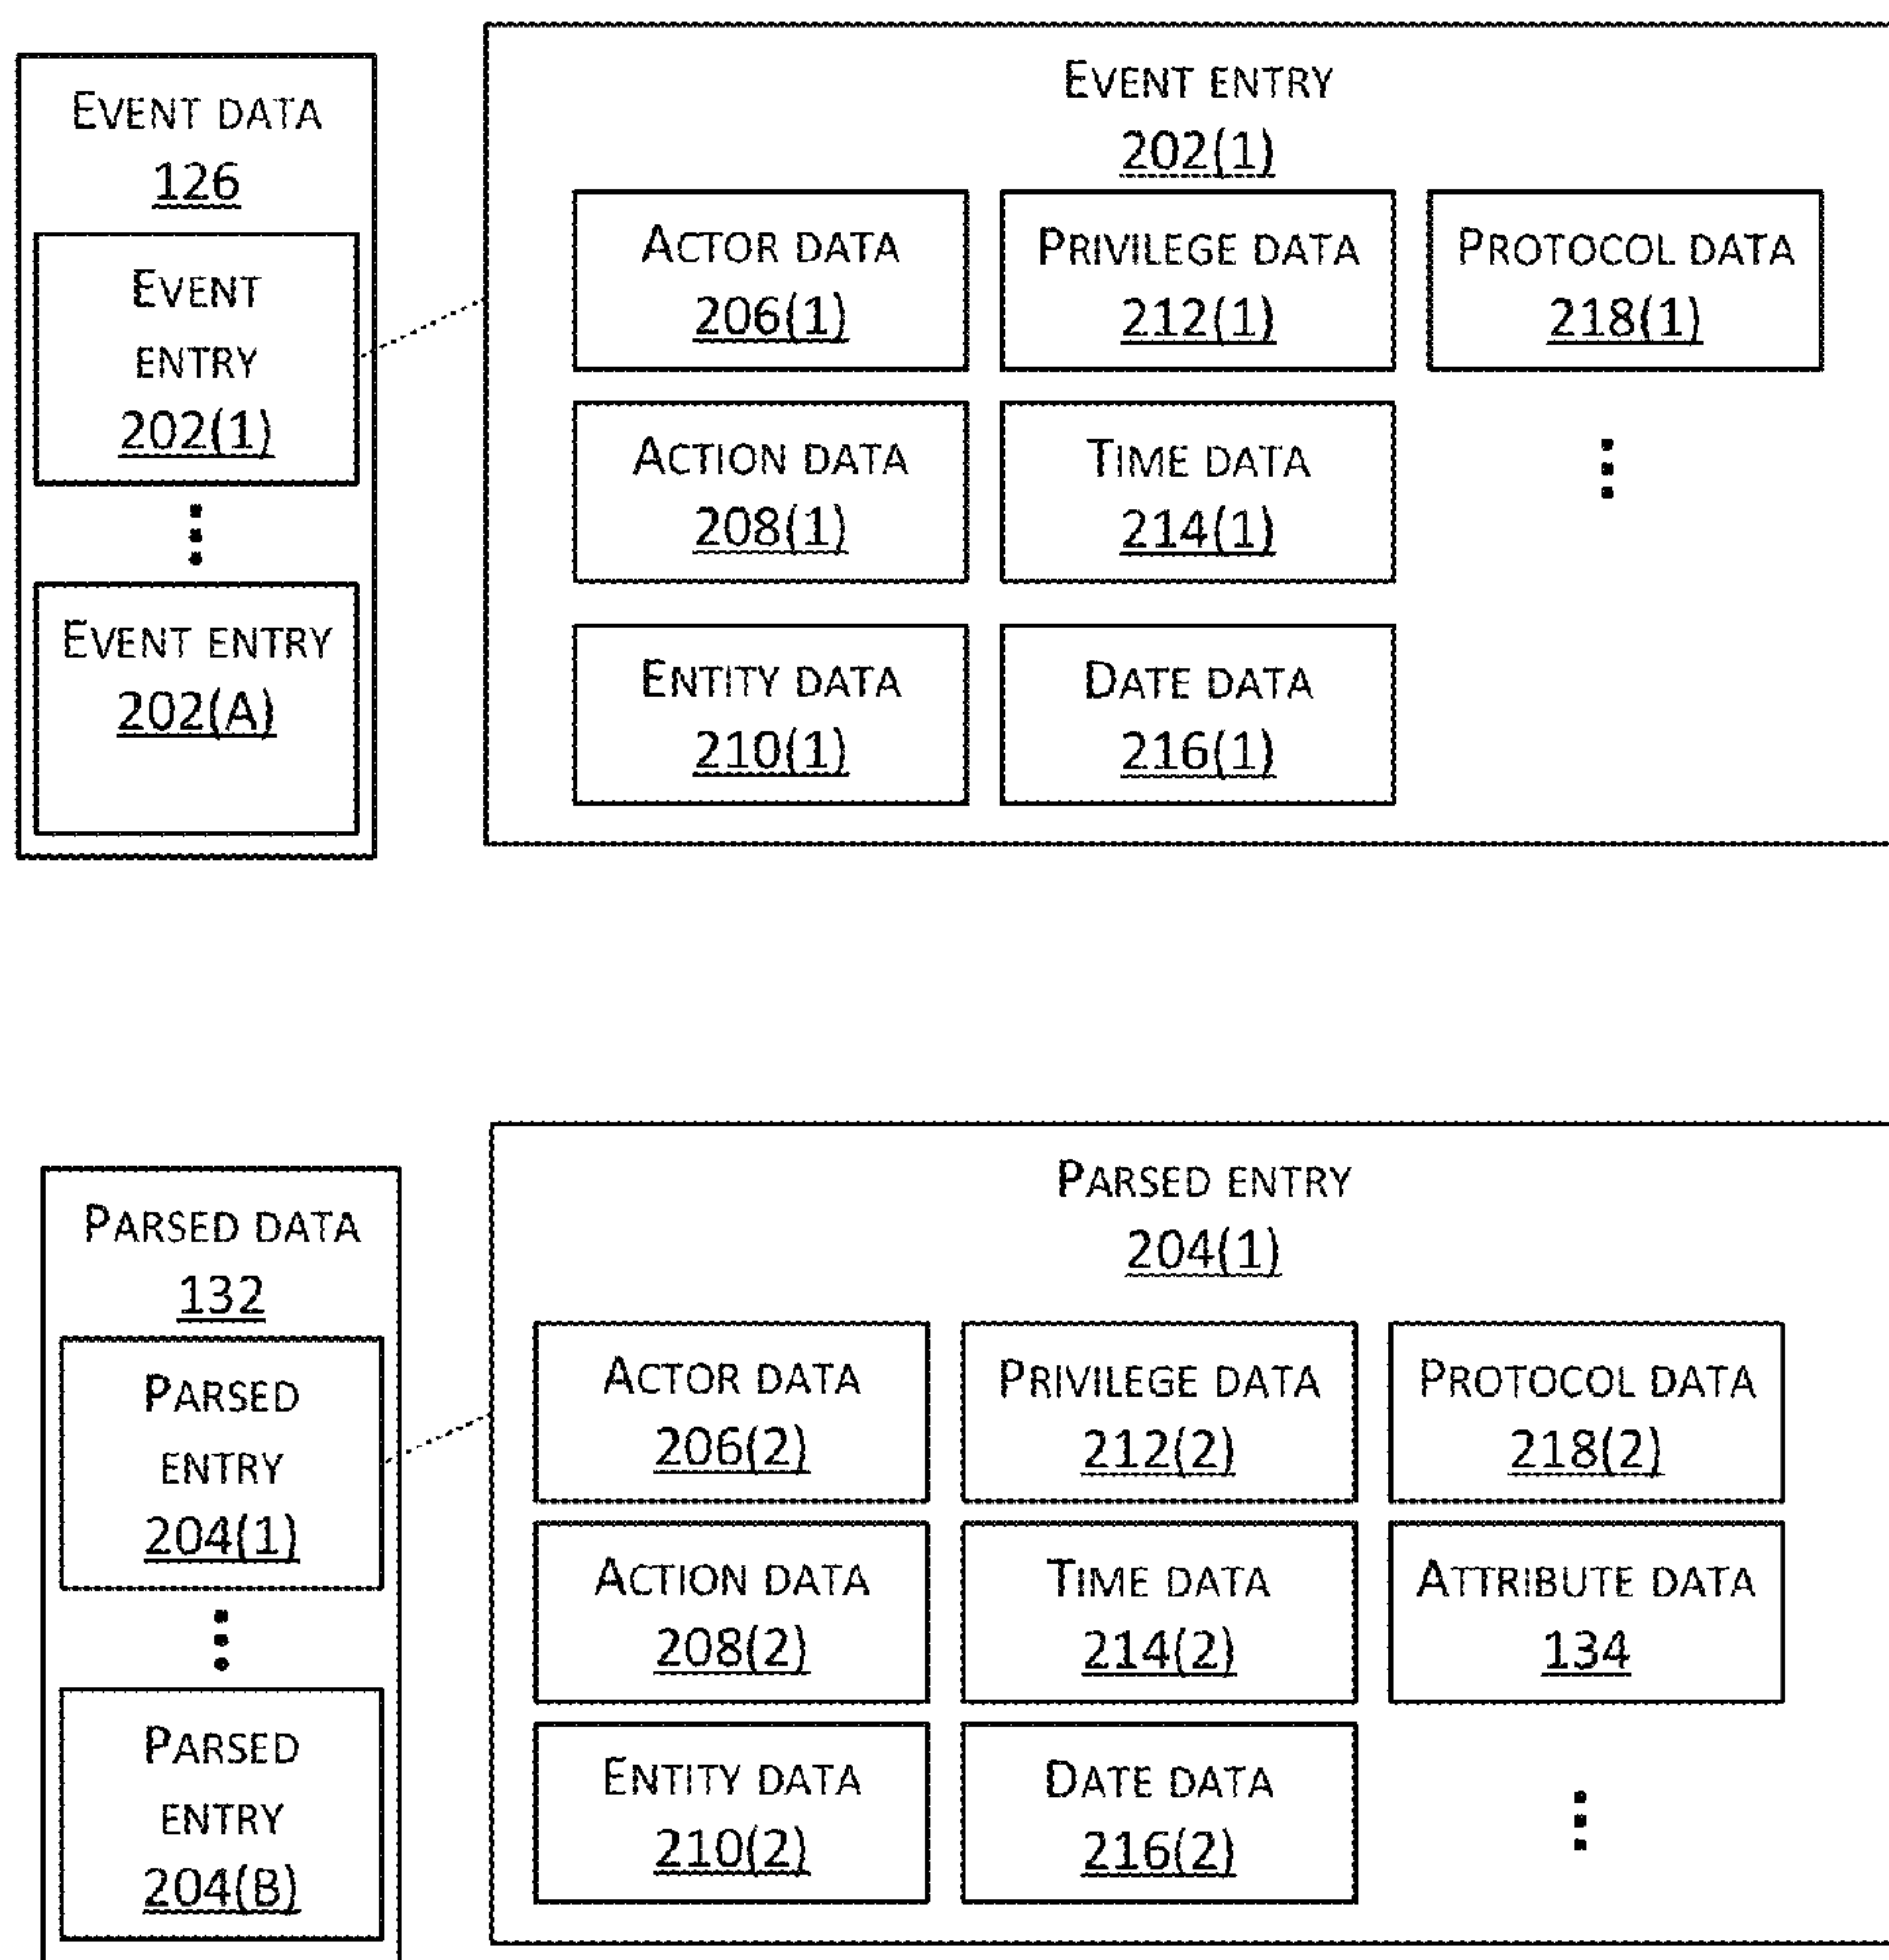 EVENT DATA
126
EVENT
ENTRY
202(1)
EVENT ENTRY
202(A)
EVENT ENTRY
202(1)
ACTOR DATA
206(1)
PRIVILEGE DATA
212(1)
PROTOCOL DATA
218(1)
ACTION DATA
208(1)
TIME DATA
214(1)
ENTITY DATA
210(1)
DATE DATA
216(1)
PARSED DATA
132
PARSED
ENTRY
204(1)
PARSED
ENTRY
204(B)
PARSED ENTRY
204(1)
ACTOR DATA
206(2)
PRIVILEGE DATA
212(2)
PROTOCOL DATA
218(2)
ACTION DATA
208(2)
TIME DATA
214(2)
ATTRIBUTE DATA
134
ENTITY DATA
210(2)
DATE DATA
216(2)